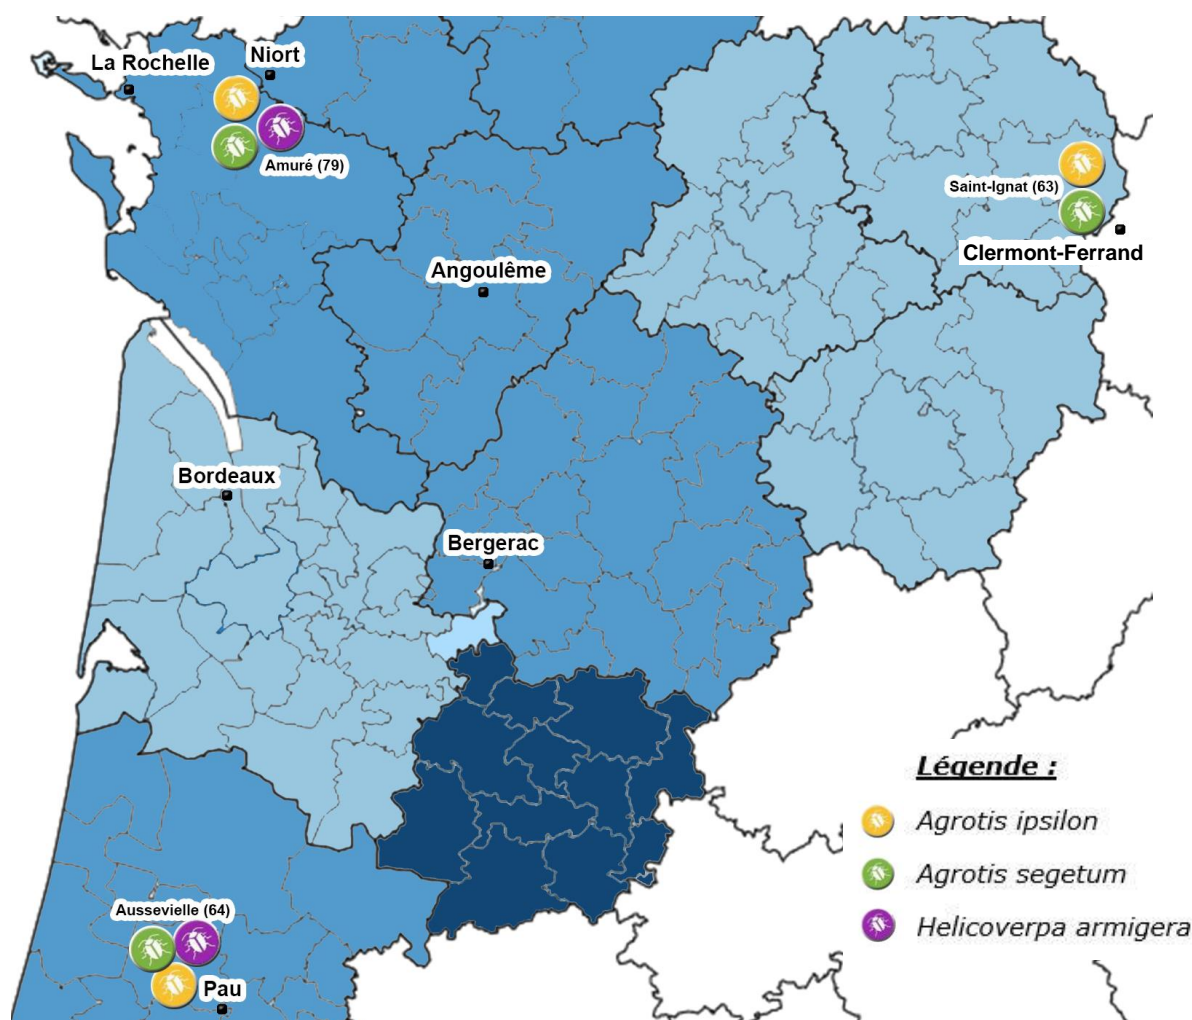 Niort
La Rochelle
Amuré (79)
Saint-Ignat (63)
Clermont-Ferrand
Angoulême
Bordeaux
Bergerac
Légende :
Agrotis ipsilon
Agrotis segetum
Aussevielle (64)
Helicoverpa armigera
Pau